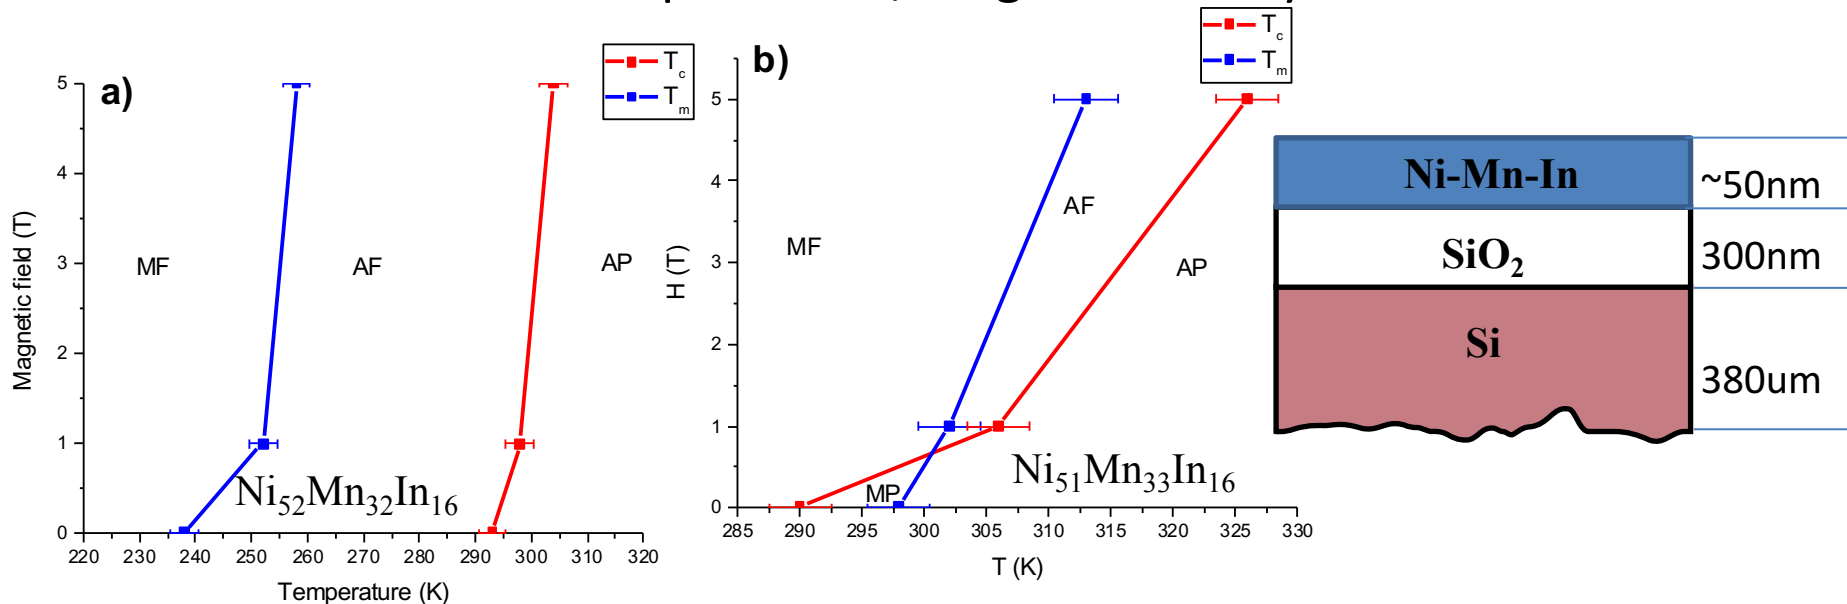 a)
T_c
T_m
Magnetic field (T)
5
4
3
2
1
0
MF
AF
AP
Ni52Mn32In16
220 230 240 250 260 270 280 290 300 310 320
Temperature (K)
b)
T_c
T_m
H (T)
5
4
3
2
1
0
MF
AF
AP
MP
Ni51Mn33In16
285 290 295 300 305 310 315 320 325 330
T (K)
Ni-Mn-In
~50nm
SiO2
300nm
Si
380um